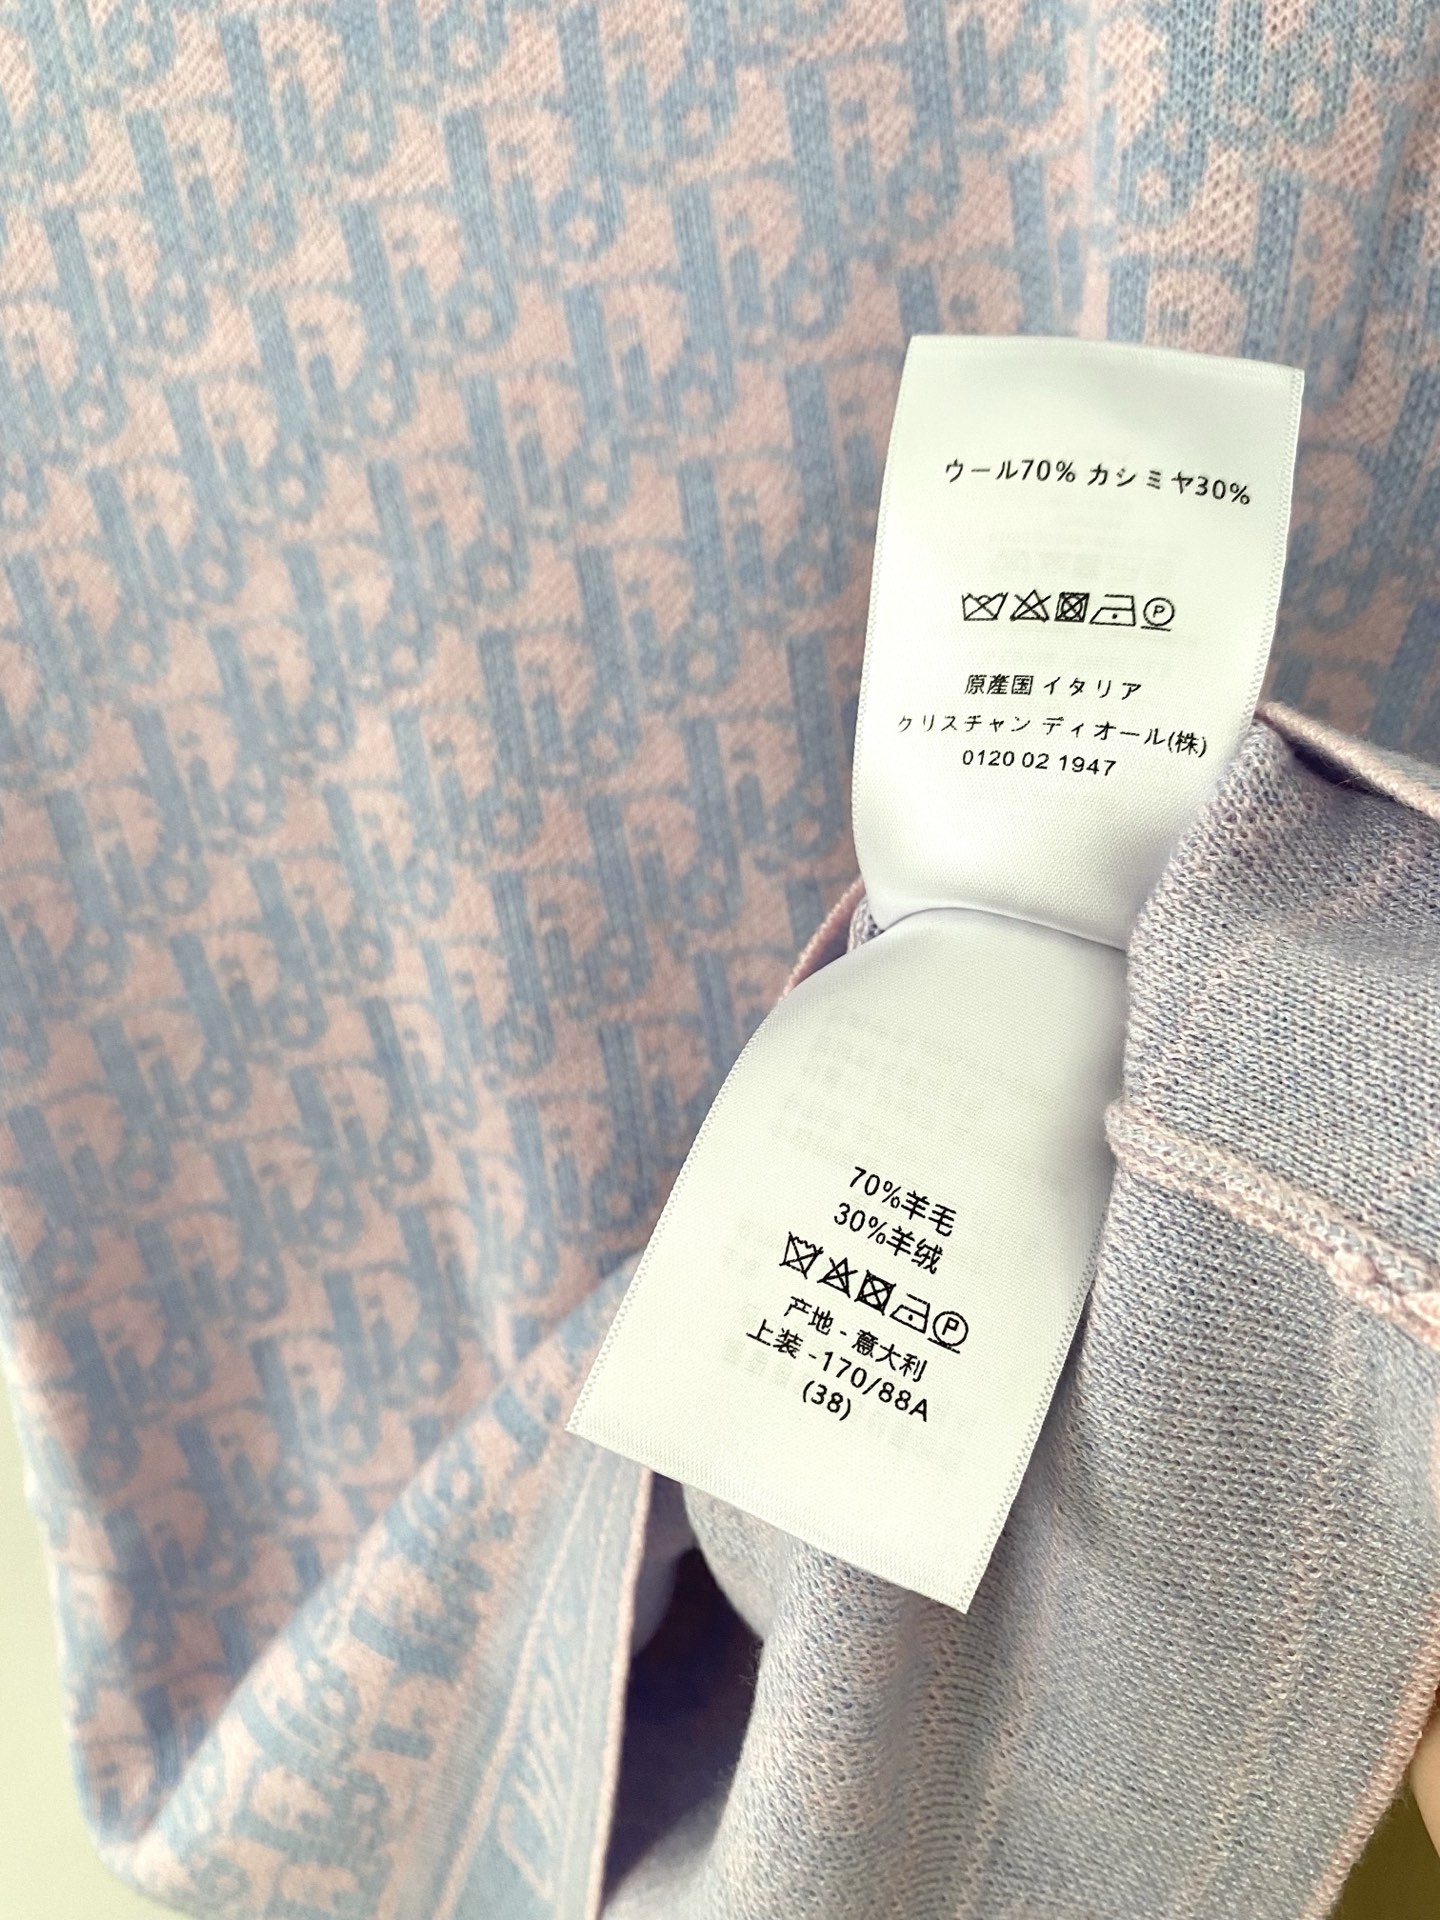 ウール70% カシミヤ30%
原産国 イタリア
クリスチャン ディオール(株)
0120 02 1947
70%羊毛
30%羊绒
产地 - 意大利
上装 -170/88A
(38)